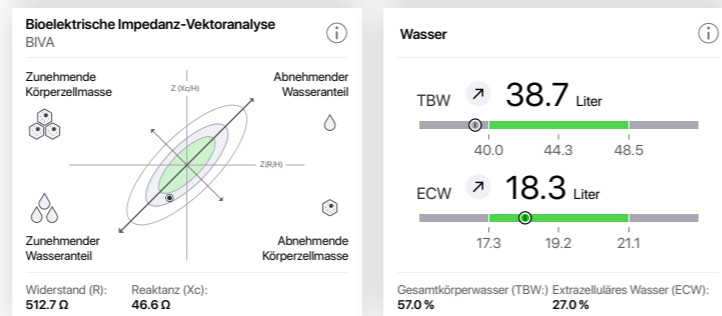 Bioelektrische Impedanz-Vektoranalyse
BIVA
Zunehmende
Körperzellmasse
Z (Xc/H)
Abnehmender
Wasseranteil
Z(R/H)
Zunehmender
Wasseranteil
Abnehmende
Körperzellmasse
Widerstand (R):
512.7 Ω
Reaktanz (Xc):
46.6 Ω
Wasser
TBW 38.7 Liter
40.0 44.3 48.5
ECW 18.3 Liter
17.3 19.2 21.1
Gesamtkörperwasser (TBW:)
57.0 %
Extrazelluläres Wasser (ECW):
27.0 %